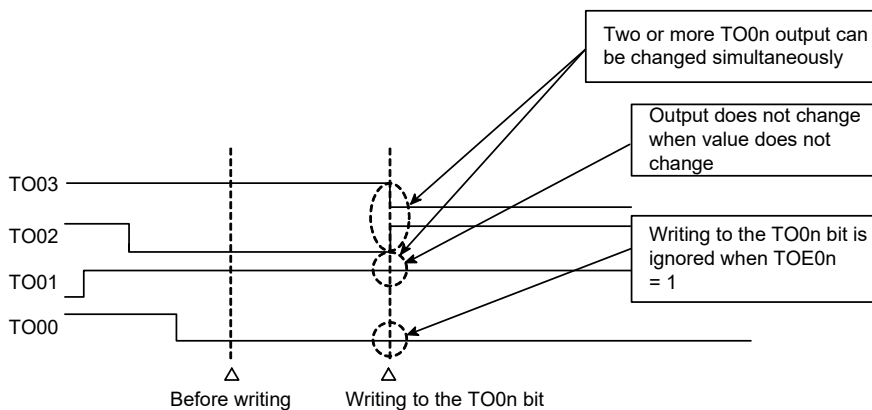 Two or more TO0n output can
be changed simultaneously
Output does not change
when value does not
change
TO03
TO02
Writing to the TO0n bit is
ignored when TOE0n
= 1
TO01
TO00
Before writing
Writing to the TO0n bit